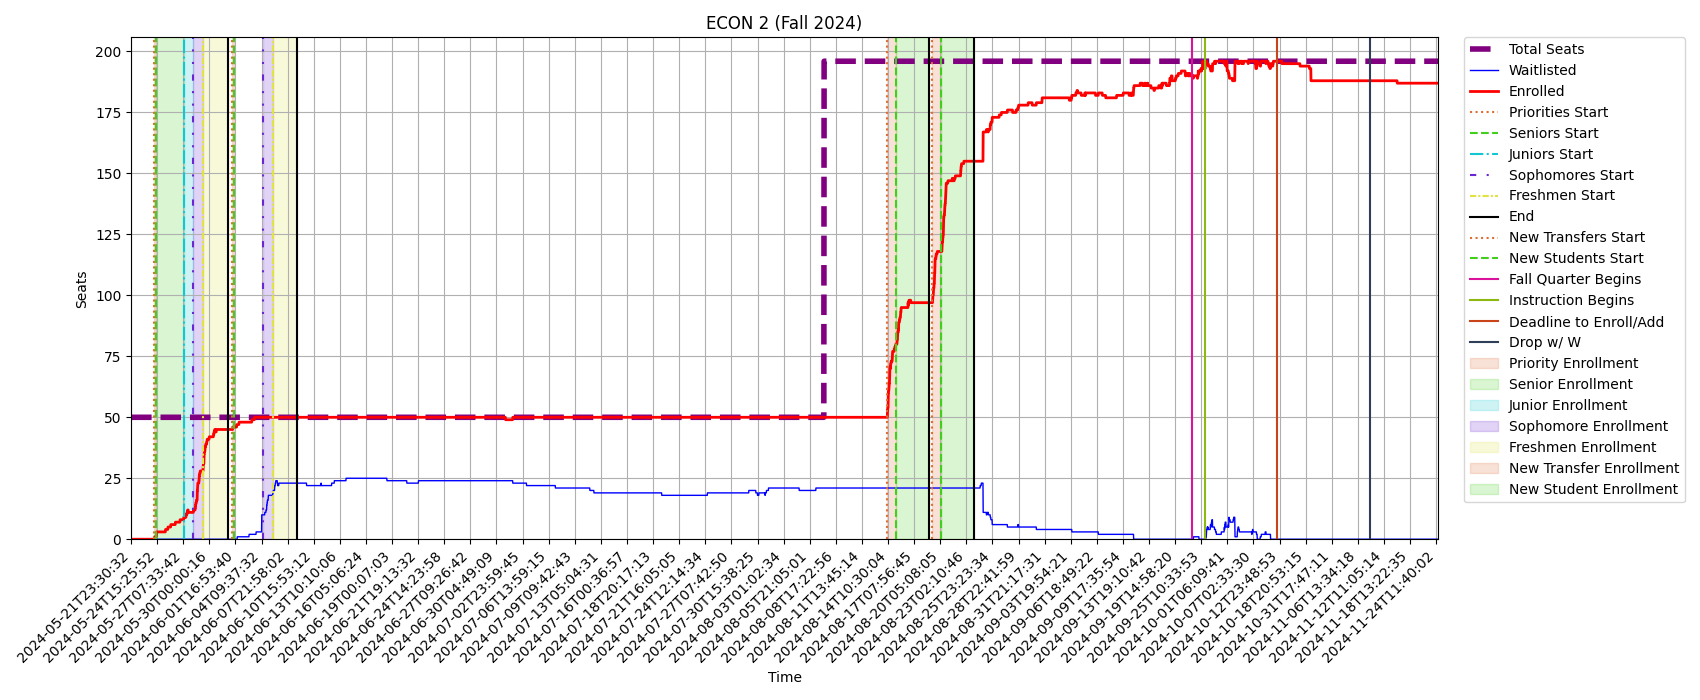 ECON 2 (Fall 2024)
200
175
150
125
100
75
50
25
0
Seats
2024-05-21T23:30:32
2024-05-24T15:25:52
2024-05-27T07:33:42
2024-05-30T00:00:16
2024-06-01T16:53:40
2024-06-04T09:37:32
2024-06-07T21:58:02
2024-06-10T15:53:12
2024-06-13T10:10:06
2024-06-16T05:06:24
2024-06-19T00:07:03
2024-06-21T19:13:32
2024-06-24T14:23:58
2024-06-27T09:26:42
2024-06-30T04:49:09
2024-07-02T23:59:45
2024-07-06T13:59:15
2024-07-09T09:42:43
2024-07-13T05:04:31
2024-07-16T00:36:57
2024-07-18T20:17:13
2024-07-21T16:05:05
2024-07-24T12:14:34
2024-07-27T07:42:50
2024-07-30T15:38:25
2024-08-03T01:02:34
2024-08-05T21:05:01
2024-08-08T17:22:56
2024-08-11T13:45:14
2024-08-14T10:30:04
2024-08-17T07:56:45
2024-08-20T05:08:05
2024-08-23T02:10:46
2024-08-25T23:23:34
2024-08-28T22:41:59
2024-08-31T21:17:31
2024-09-03T19:54:21
2024-09-06T18:49:22
2024-09-09T17:35:54
2024-09-13T19:10:42
2024-09-19T14:58:20
2024-09-25T10:33:53
2024-10-01T06:09:41
2024-10-07T02:33:30
2024-10-12T23:48:53
2024-10-18T20:53:15
2024-10-31T17:47:11
2024-11-06T13:34:18
2024-11-12T11:05:14
2024-11-18T13:22:35
2024-11-24T11:40:02
Time
Total Seats
Waitlisted
Enrolled
Priorities Start
Seniors Start
Juniors Start
Sophomores Start
Freshmen Start
End
New Transfers Start
New Students Start
Fall Quarter Begins
Instruction Begins
Deadline to Enroll/Add
Drop w/ W
Priority Enrollment
Senior Enrollment
Junior Enrollment
Sophomore Enrollment
Freshmen Enrollment
New Transfer Enrollment
New Student Enrollment